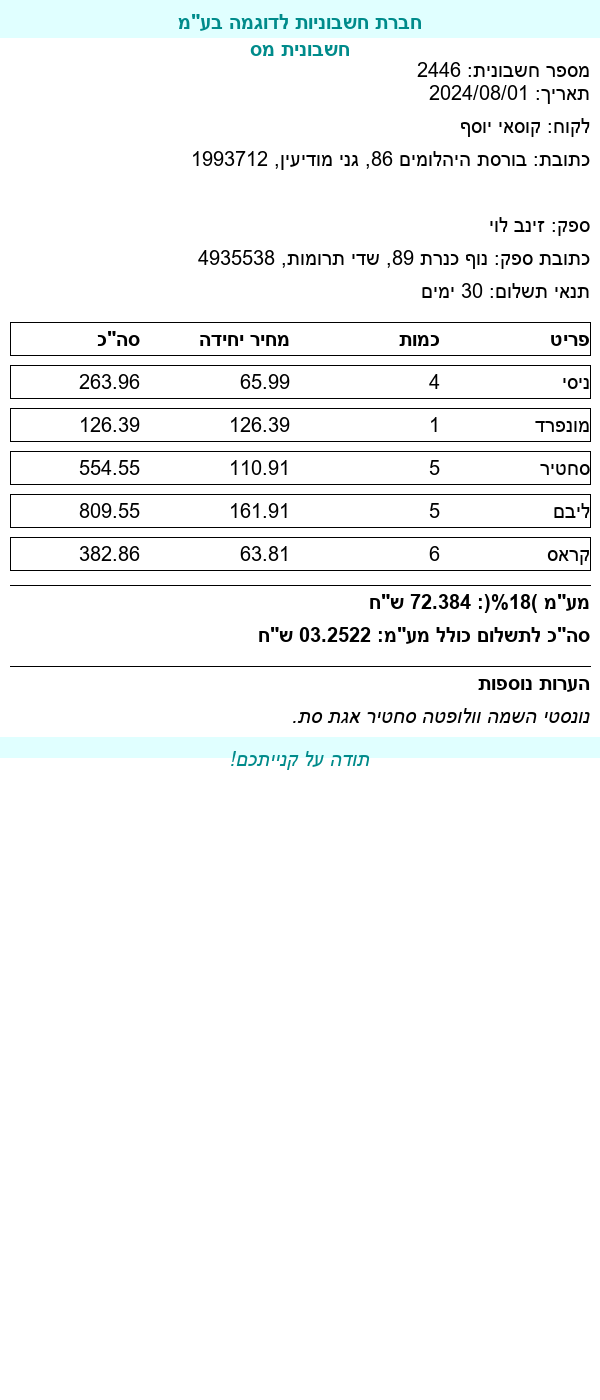 חברת חשבוניות לדוגמה בע"מ
חשבונית מס
מספר חשבונית: 2446
תאריך: 2024/08/01
לקוח: קוסאי יוסף
כתובת: בורסת היהלומים 86, גני מודיעין, 1993712
ספק: זינב לוי
כתובת ספק: נוף כנרת 89, שדי תרומות, 4935538
תנאי תשלום: 30 ימים
פריט כמות מחיר יחידה סה"כ
ניסי 4 65.99 263.96
מונפרד 1 126.39 126.39
סחטיר 5 110.91 554.55
ליבם 5 161.91 809.55
קראס 6 63.81 382.86
מע"מ )18%(: 72.384 ש"ח
סה"כ לתשלום כולל מע"מ: 03.2522 ש"ח
הערות נוספות
נונסטי השמה וולופטה סחטיר אגת סת.
תודה על קנייתכם!